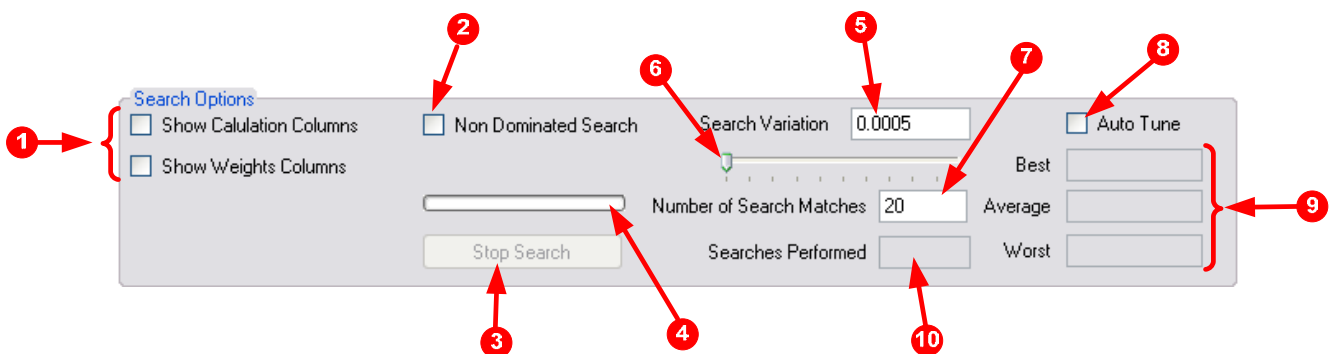 2
5
7
8
6
Search Options
1
Show Calulation Columns
Non Dominated Search
Search Variation 0.0005
Auto Tune
Show Weights Columns
Best
Number of Search Matches 20
Average
9
Stop Search
Searches Performed
Worst
3
4
10